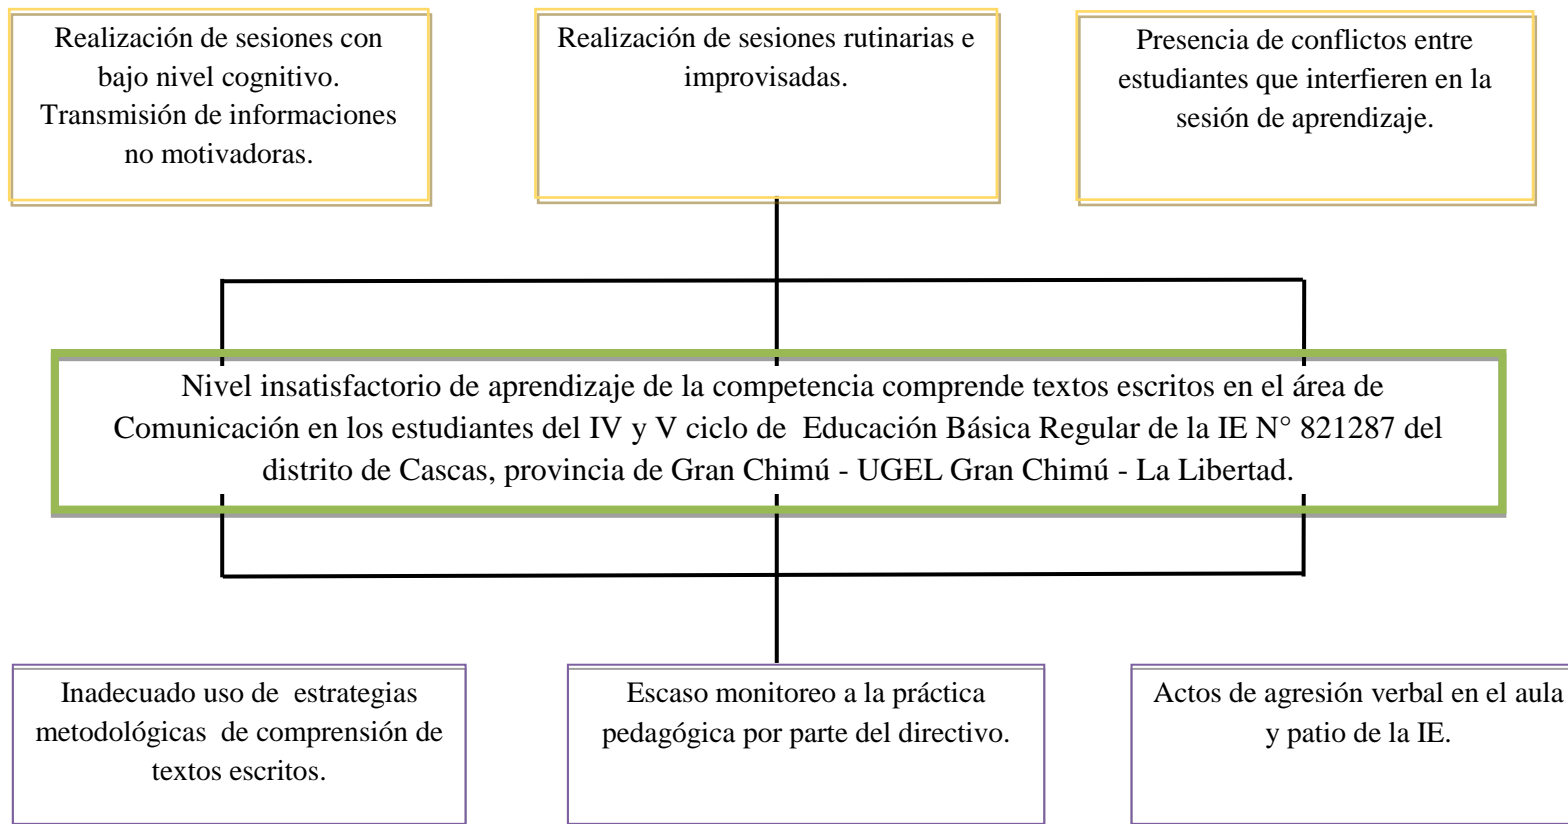 Realización de sesiones con
bajo nivel cognitivo.
Transmisión de informaciones
no motivadoras.
Realización de sesiones rutinarias e
improvisadas.
Presencia de conflictos entre
estudiantes que interfieren en la
sesión de aprendizaje.
Nivel insatisfactorio de aprendizaje de la competencia comprende textos escritos en el área de
Comunicación en los estudiantes del IV y V ciclo de Educación Básica Regular de la IE N° 821287 del
distrito de Cascas, provincia de Gran Chimú - UGEL Gran Chimú - La Libertad.
Inadecuado uso de estrategias
metodológicas de comprensión de
textos escritos.
Escaso monitoreo a la práctica
pedagógica por parte del directivo.
Actos de agresión verbal en el aula
y patio de la IE.